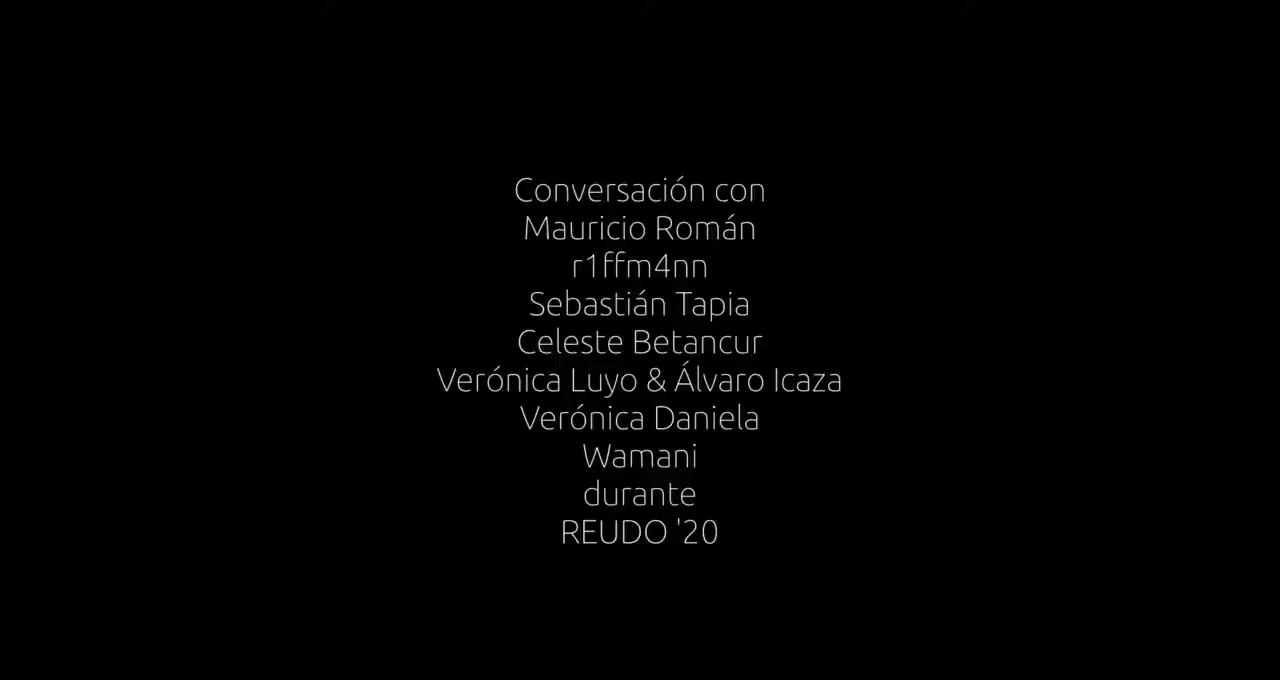 Conversación con
Mauricio Román
r1ffm4nn
Sebastián Tapia
Celeste Betancur
Verónica Luyo & Álvaro Icaza
Verónica Daniela
Wamani
durante
REUDO '20